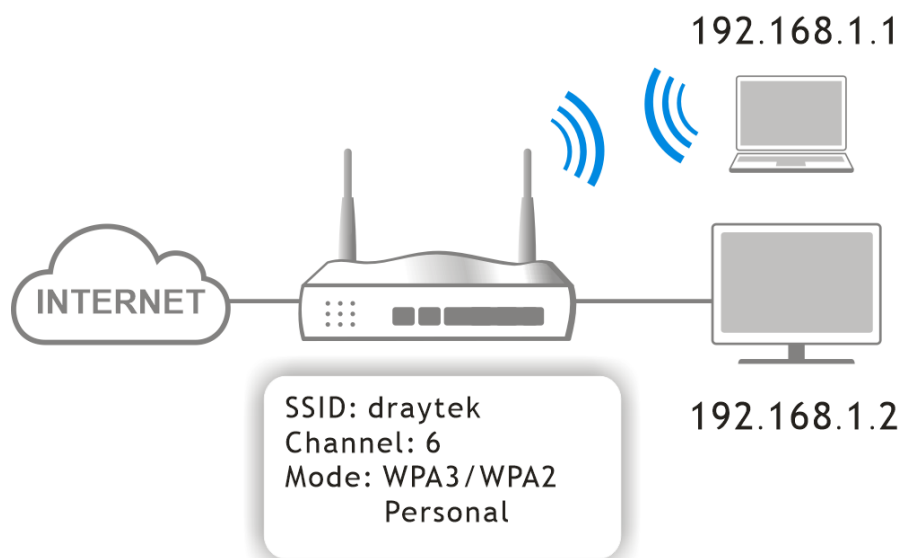 192.168.1.1
INTERNET
SSID: draytek
Channel: 6
Mode: WPA3/WPA2
Personal
192.168.1.2